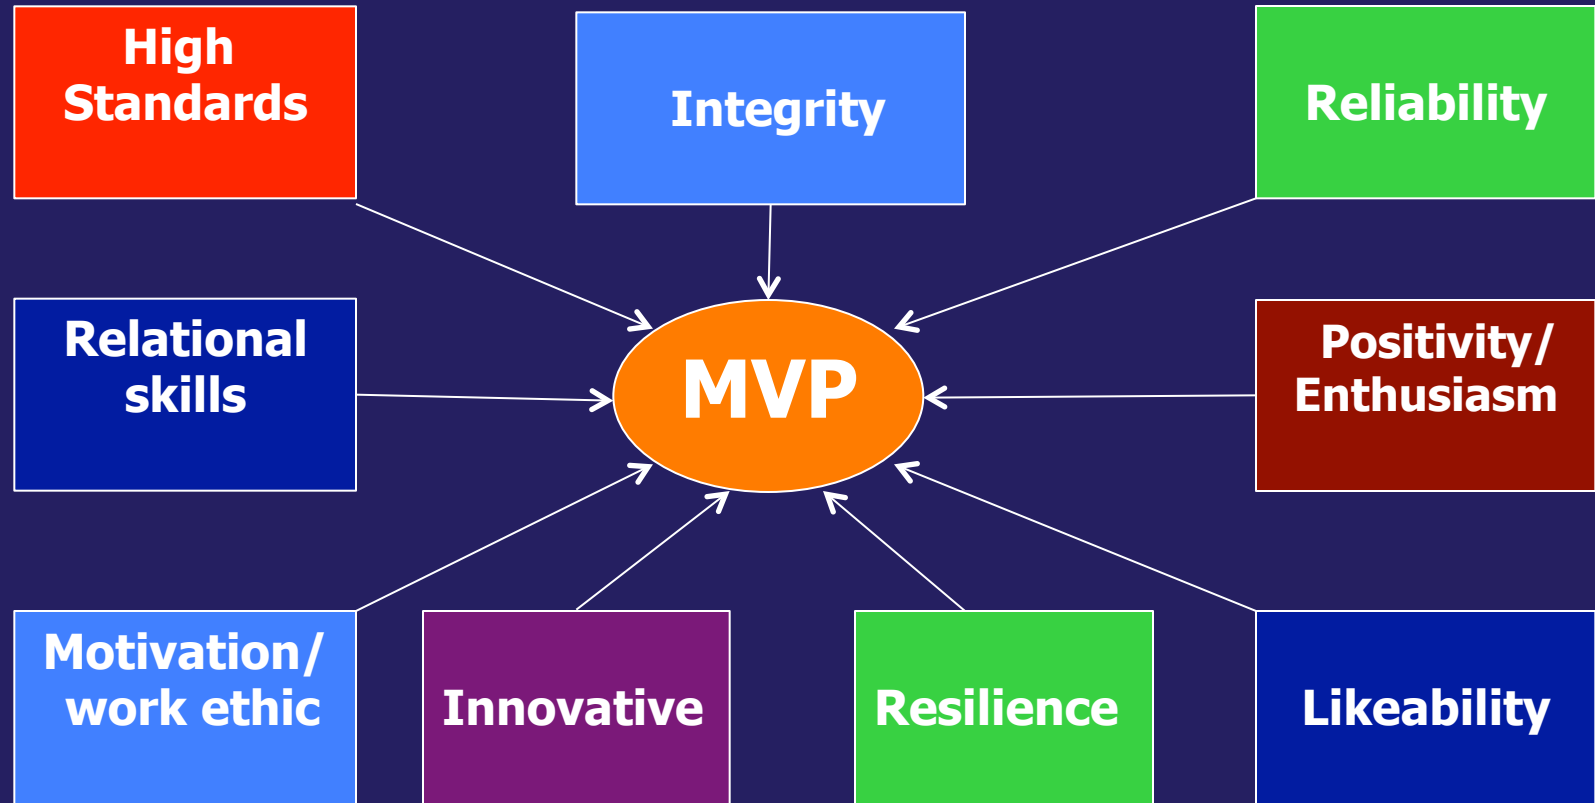 High
Standards
Integrity
Reliability
Relational
skills
MVP
Positivity/
Enthusiasm
Motivation/
work ethic
Innovative
Resilience
Likeability